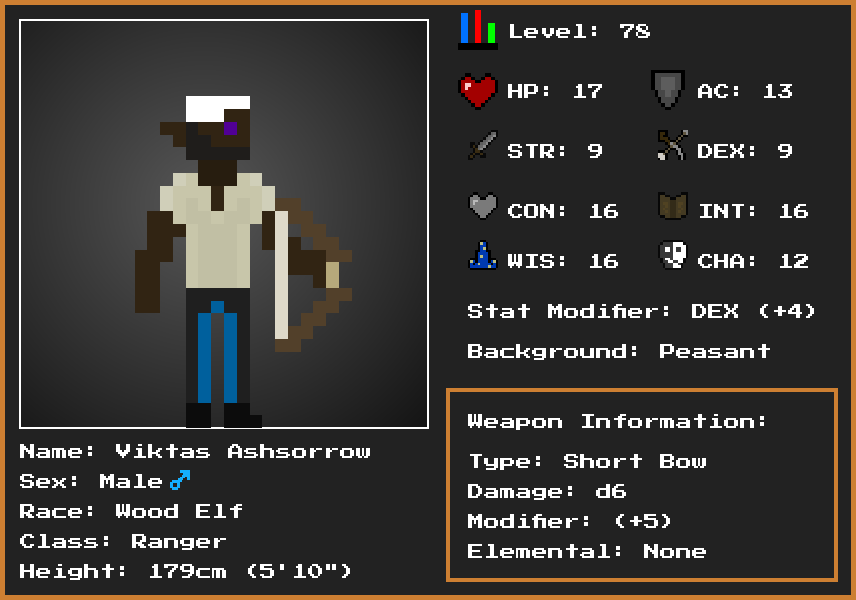 Level: 78
HP: 17 AC: 13
STR: 9 DEX: 9
CON: 16 INT: 16
WIS: 16 CHA: 12
Stat Modifier: DEX (+4)
Background: Peasant
Weapon Information:
Type: Short Bow
Damage: d6
Modifier: (+5)
Elemental: None
Name: Viktas Ashsorrow
Sex: Male♂
Race: Wood Elf
Class: Ranger
Height: 179cm (5'10")